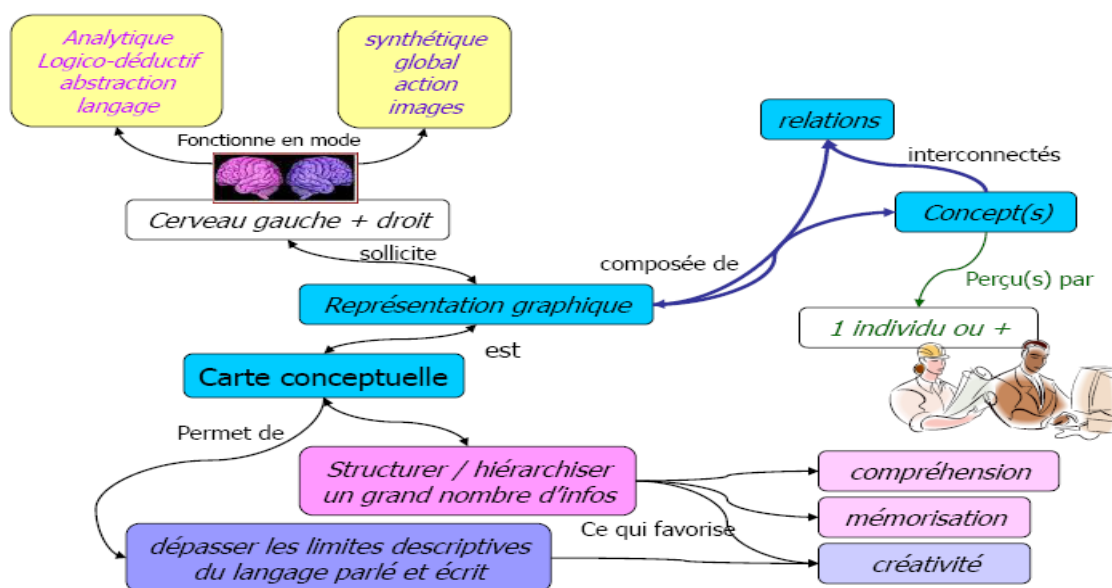 Analytique
Logico-déductif
abstraction
langage
synthétique
global
action
images
Fonctionne en mode
Cerveau gauche + droit
sollicite
relations
interconnectés
Concept(s)
composée de
Perçu(s) par
1 individu ou +
Représentation graphique
est
Carte conceptuelle
Permet de
Structurer / hiérarchiser
un grand nombre d'infos
Ce qui favorise
compréhension
mémorisation
créativité
dépasser les limites descriptives
du langage parlé et écrit